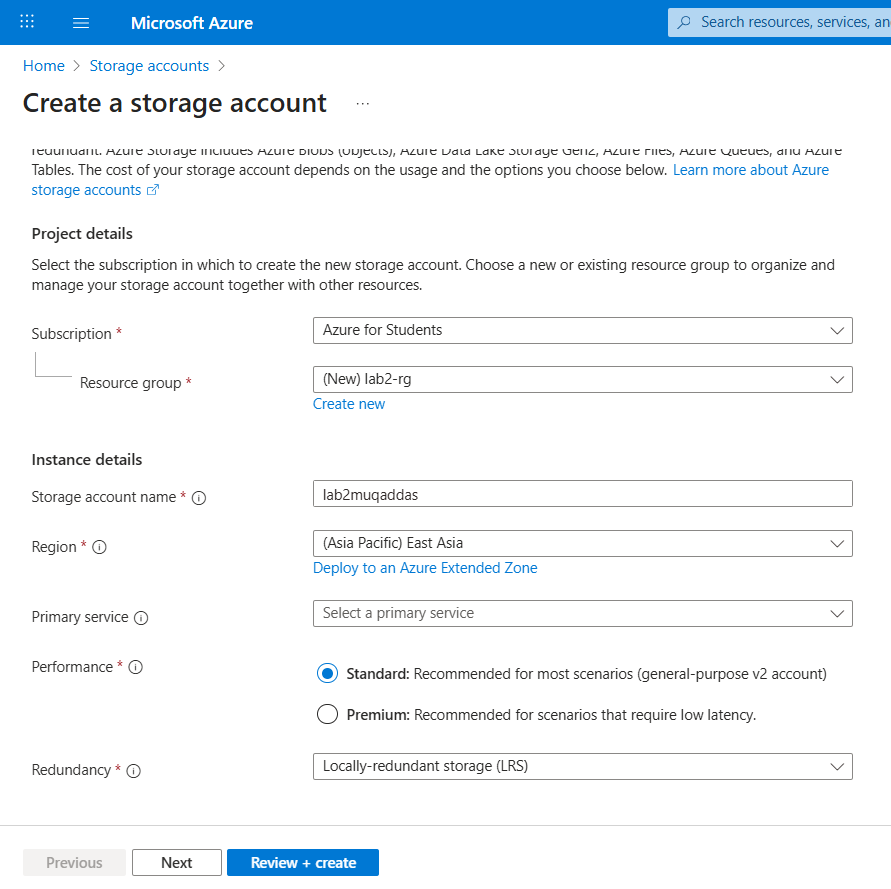 Microsoft Azure
Search resources, services, an
Home > Storage accounts >
Create a storage account ...
redundant. Azure Storage includes Azure Blobs (objects), Azure Data Lake Storage Gen2, Azure Files, Azure Queues, and Azure
Tables. The cost of your storage account depends on the usage and the options you choose below. Learn more about Azure
storage accounts
Project details
Select the subscription in which to create the new storage account. Choose a new or existing resource group to organize and
manage your storage account together with other resources.
Subscription *
Azure for Students
Resource group *
(New) lab2-rg
Create new
Instance details
Storage account name *
lab2muqaddas
Region *
(Asia Pacific) East Asia
Deploy to an Azure Extended Zone
Primary service
Select a primary service
Performance *
Standard: Recommended for most scenarios (general-purpose v2 account)
Premium: Recommended for scenarios that require low latency.
Redundancy *
Locally-redundant storage (LRS)
Previous
Next
Review + create